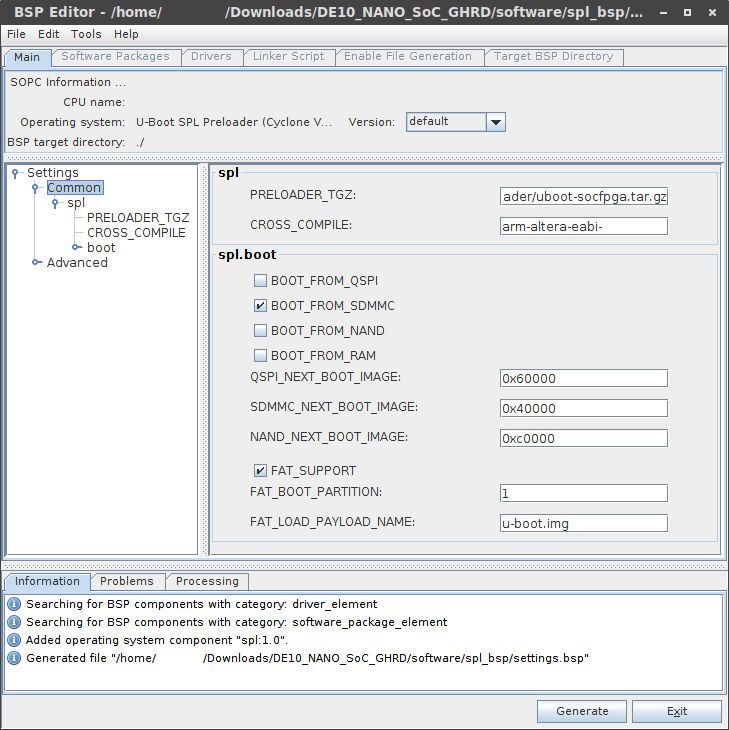 BSP Editor - /home/ /Downloads/DE10_NANO_SoC_GHRD/software/spl_bsp/...
File Edit Tools Help
Main Software Packages Drivers Linker Script Enable File Generation Target BSP Directory
SOPC Information ...
CPU name:
Operating system: U-Boot SPL Preloader (Cyclone V... Version: default
BSP target directory: ./
Settings
Common
spl
PRELOADER_TGZ
CROSS_COMPILE
boot
Advanced
spl
PRELOADER_TGZ: ader/uboot-socfpga.tar.gz
CROSS_COMPILE: arm-altera-eabi-
spl.boot
BOOT_FROM_QSPI
BOOT_FROM_SDMMC
BOOT_FROM_NAND
BOOT_FROM_RAM
QSPI_NEXT_BOOT_IMAGE: 0x60000
SDMMC_NEXT_BOOT_IMAGE: 0x40000
NAND_NEXT_BOOT_IMAGE: 0xc0000
FAT_SUPPORT
FAT_BOOT_PARTITION: 1
FAT_LOAD_PAYLOAD_NAME: u-boot.img
Information Problems Processing
Searching for BSP components with category: driver_element
Searching for BSP components with category: software_package_element
Added operating system component "spl:1.0".
Generated file "/home/ /Downloads/DE10_NANO_SoC_GHRD/software/spl_bsp/settings.bsp"
Generate Exit